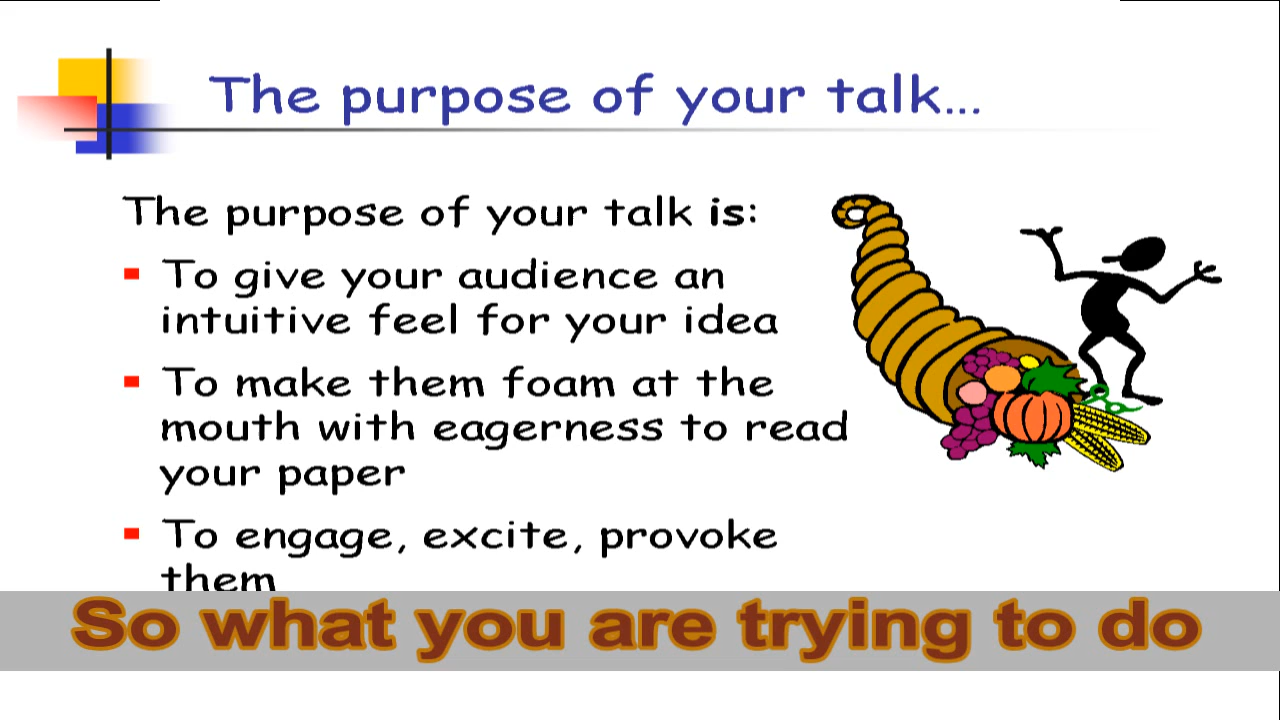 The purpose of your talk...
The purpose of your talk is:
To give your audience an
intuitive feel for your idea
To make them foam at the
mouth with eagerness to read
your paper
To engage, excite, provoke
them
So what you are trying to do